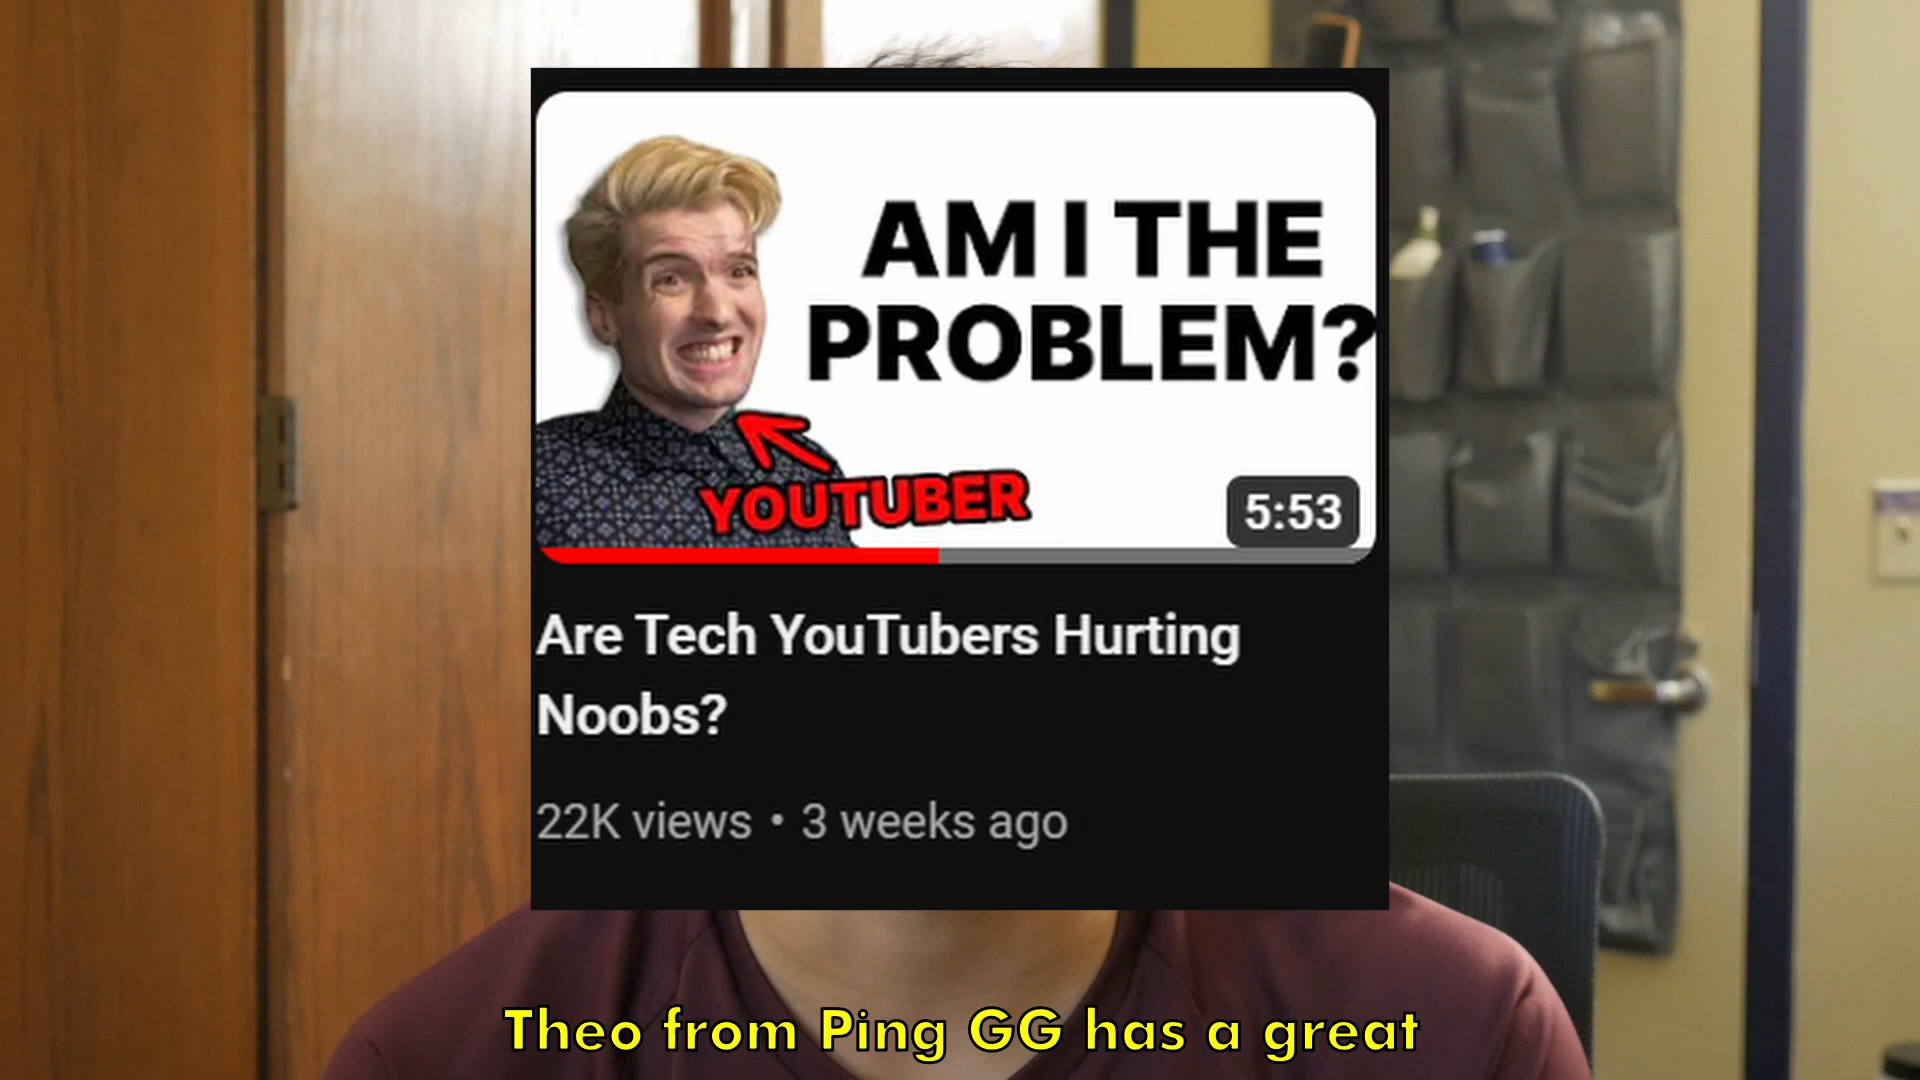 AM I THE
PROBLEM?
YOUTUBER
5:53
Are Tech YouTubers Hurting
Noobs?
22K views • 3 weeks ago
Theo from Ping GG has a great